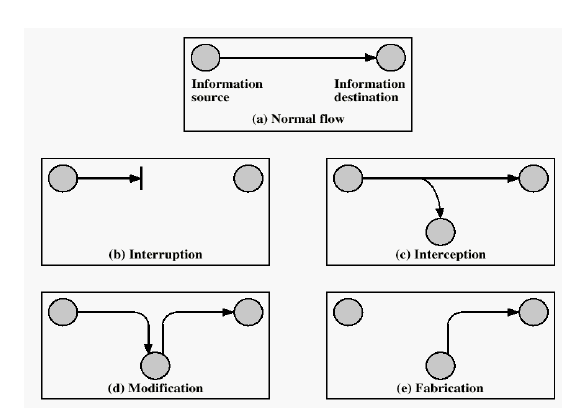 Information
source
Information
destination
(a) Normal flow
(b) Interruption
(c) Interception
(d) Modification
(e) Fabrication